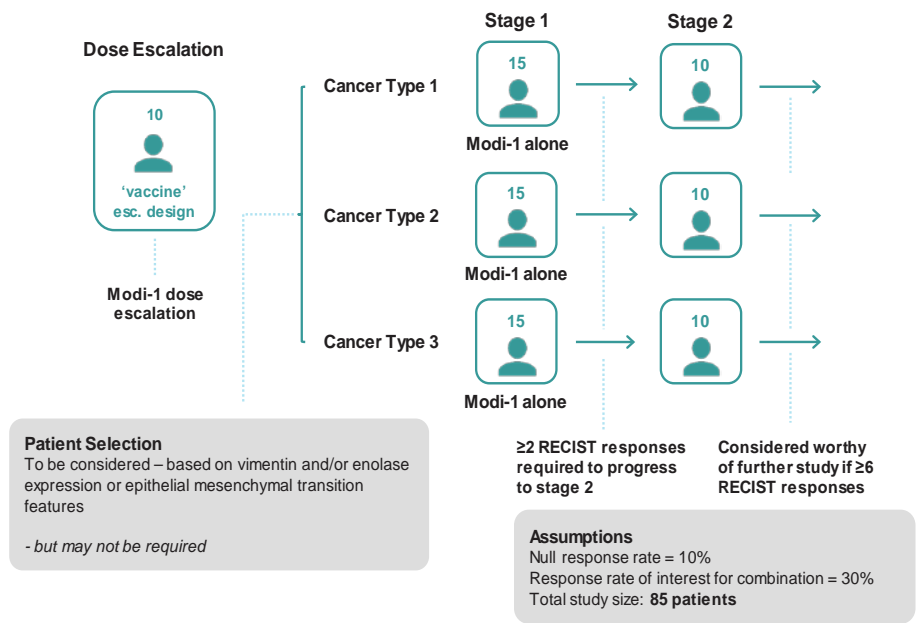 Dose Escalation
10
‘vaccine’
esc. design
Modi-1 dose
escalation
Stage 1
Stage 2
Cancer Type 1
15
Modi-1 alone
10
Cancer Type 2
15
Modi-1 alone
10
Cancer Type 3
15
Modi-1 alone
10
Patient Selection
To be considered – based on vimentin and/or enolase
expression or epithelial mesenchymal transition
features
- but may not be required
≥2 RECIST responses
required to progress
to stage 2
Considered worthy
of further study if ≥6
RECIST responses
Assumptions
Null response rate = 10%
Response rate of interest for combination = 30%
Total study size: 85 patients